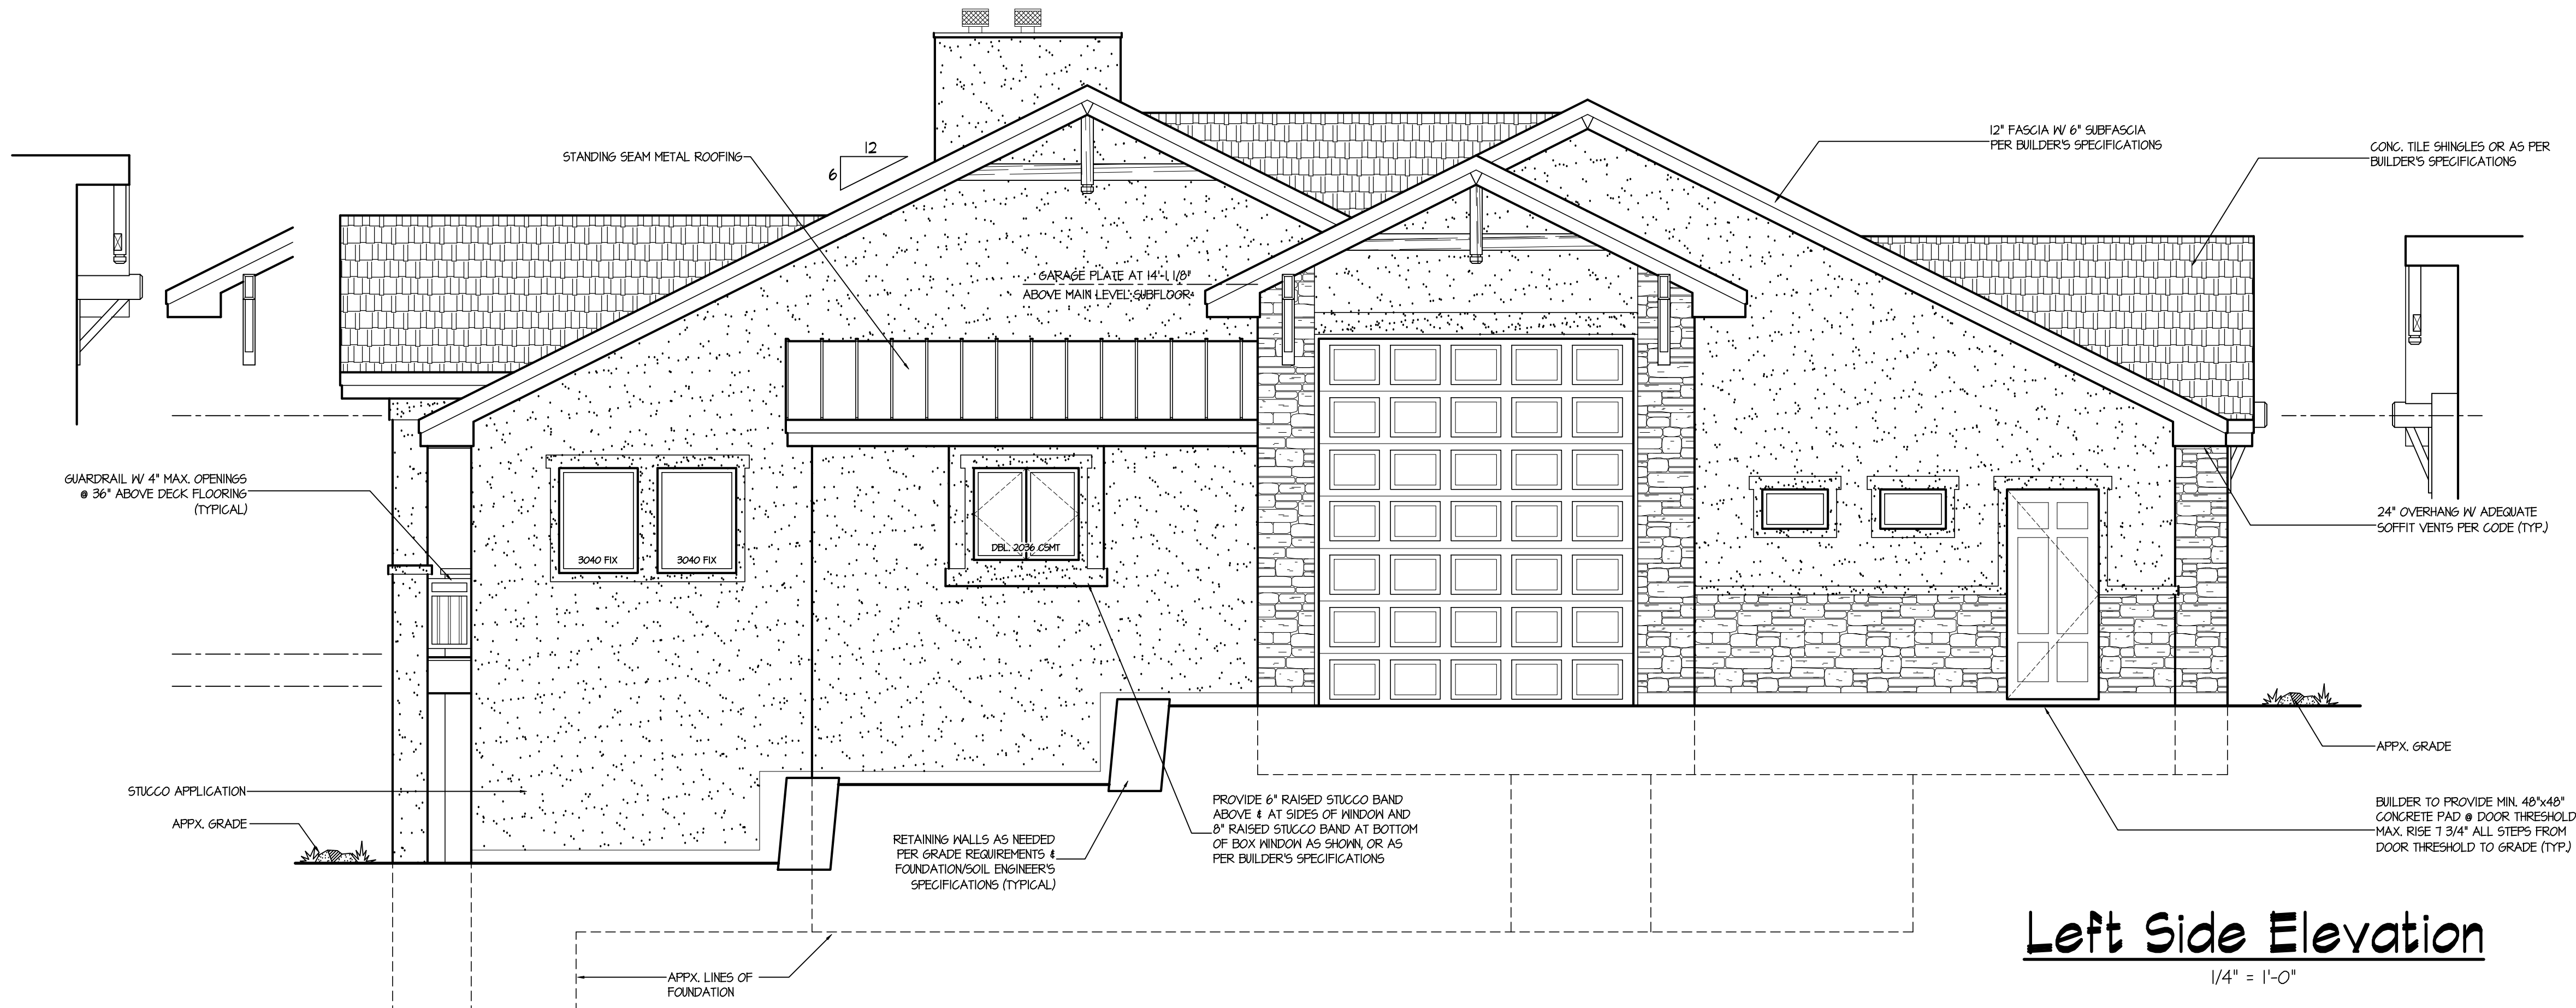 STANDING SEAM METAL ROOFING
12
6
12" FASCIA W/ 6" SUBFASCIA
PER BUILDER'S SPECIFICATIONS
CONC. TILE SHINGLES OR AS PER
BUILDER'S SPECIFICATIONS
GARAGE PLATE AT 14'-1 1/8"
ABOVE MAIN LEVEL SUBFLOOR
GUARDRAIL W/ 4" MAX. OPENINGS
@ 36" ABOVE DECK FLOORING
(TYPICAL)
3040 FIX
3040 FIX
DBL. 2036 CSMT
24" OVERHANG W/ ADEQUATE
SOFFIT VENTS PER CODE (TYP.)
STUCCO APPLICATION
APPX. GRADE
RETAINING WALLS AS NEEDED
PER GRADE REQUIREMENTS &
FOUNDATION/SOIL ENGINEER'S
SPECIFICATIONS (TYPICAL)
PROVIDE 6" RAISED STUCCO BAND
ABOVE & AT SIDES OF WINDOW AND
8" RAISED STUCCO BAND AT BOTTOM
OF BOX WINDOW AS SHOWN, OR AS
PER BUILDER'S SPECIFICATIONS
APPX. GRADE
BUILDER TO PROVIDE MIN. 48"x48"
CONCRETE PAD @ DOOR THRESHOLD
MAX. RISE 7 3/4" ALL STEPS FROM
DOOR THRESHOLD TO GRADE (TYP.)
APPX. LINES OF
FOUNDATION
Left Side Elevation
1/4" = 1'-0"